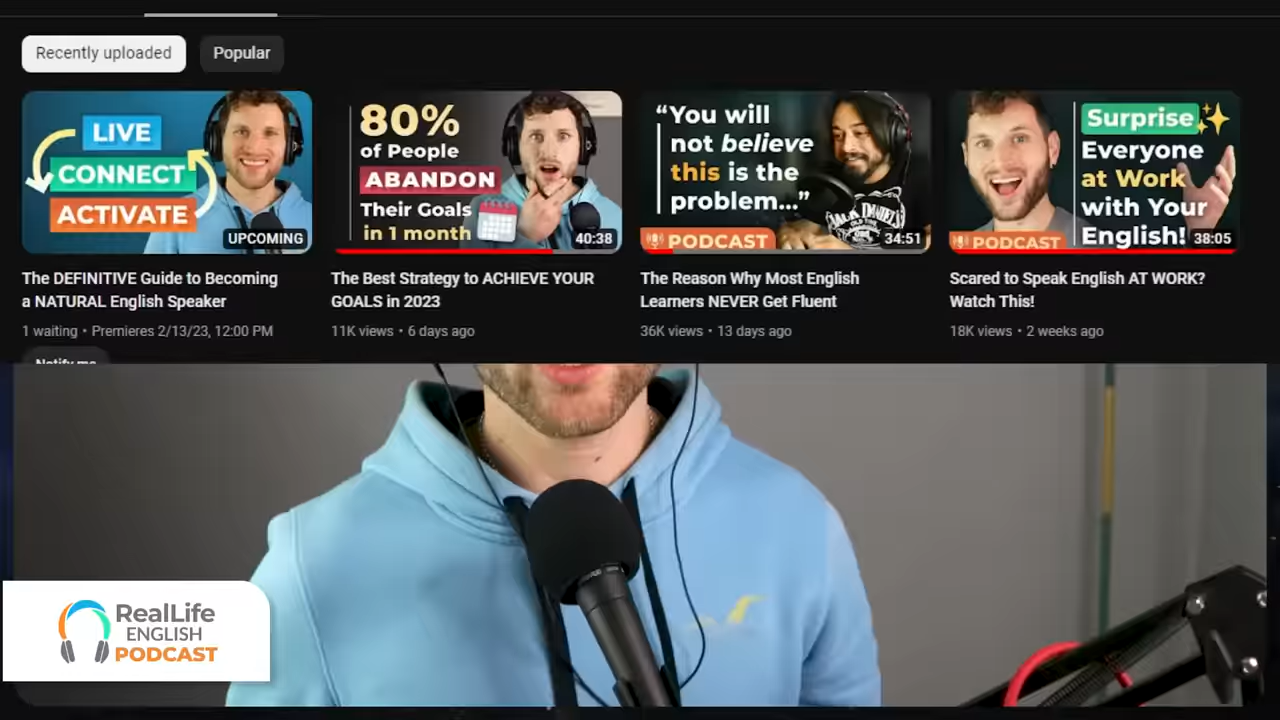 Recently uploaded
Popular
LIVE
CONNECT
ACTIVATE
UPCOMING
The DEFINITIVE Guide to Becoming
a NATURAL English Speaker
1 waiting • Premieres 2/13/23, 12:00 PM
Notify me
80%
of People
ABANDON
Their Goals
in 1 month
40:38
The Best Strategy to ACHIEVE YOUR
GOALS in 2023
11K views • 6 days ago
“You will
not believe
this is the
problem...”
JACK DANIEL'S
PODCAST
34:51
The Reason Why Most English
Learners NEVER Get Fluent
36K views • 13 days ago
Surprise
Everyone
at Work
with Your
English!
PODCAST
38:05
Scared to Speak English AT WORK?
Watch This!
18K views • 2 weeks ago
RealLife
ENGLISH
PODCAST